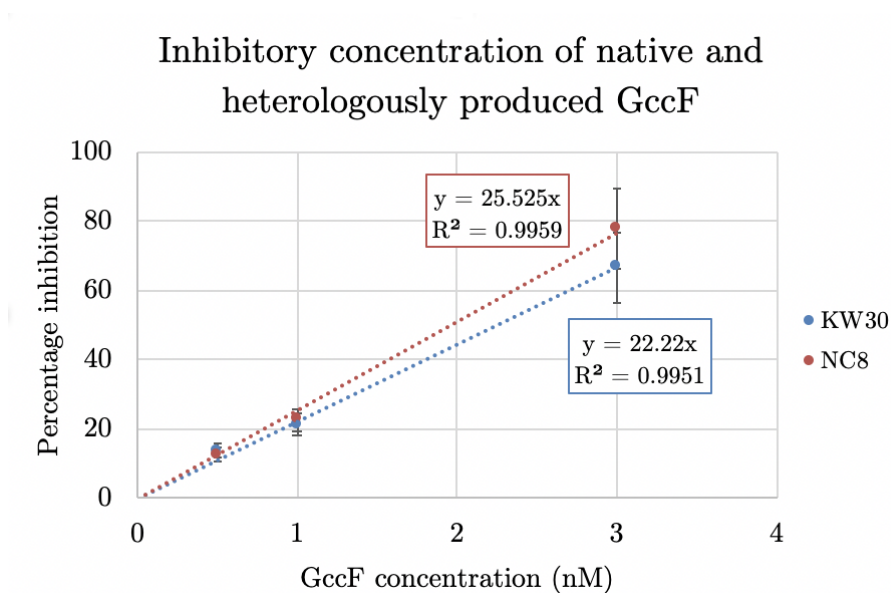 Inhibitory concentration of native and
heterologously produced GccF
Percentage inhibition
100
80
60
40
20
0
y = 25.525x
R² = 0.9959
y = 22.22x
R² = 0.9951
KW30
NC8
0 1 2 3 4
GccF concentration (nM)